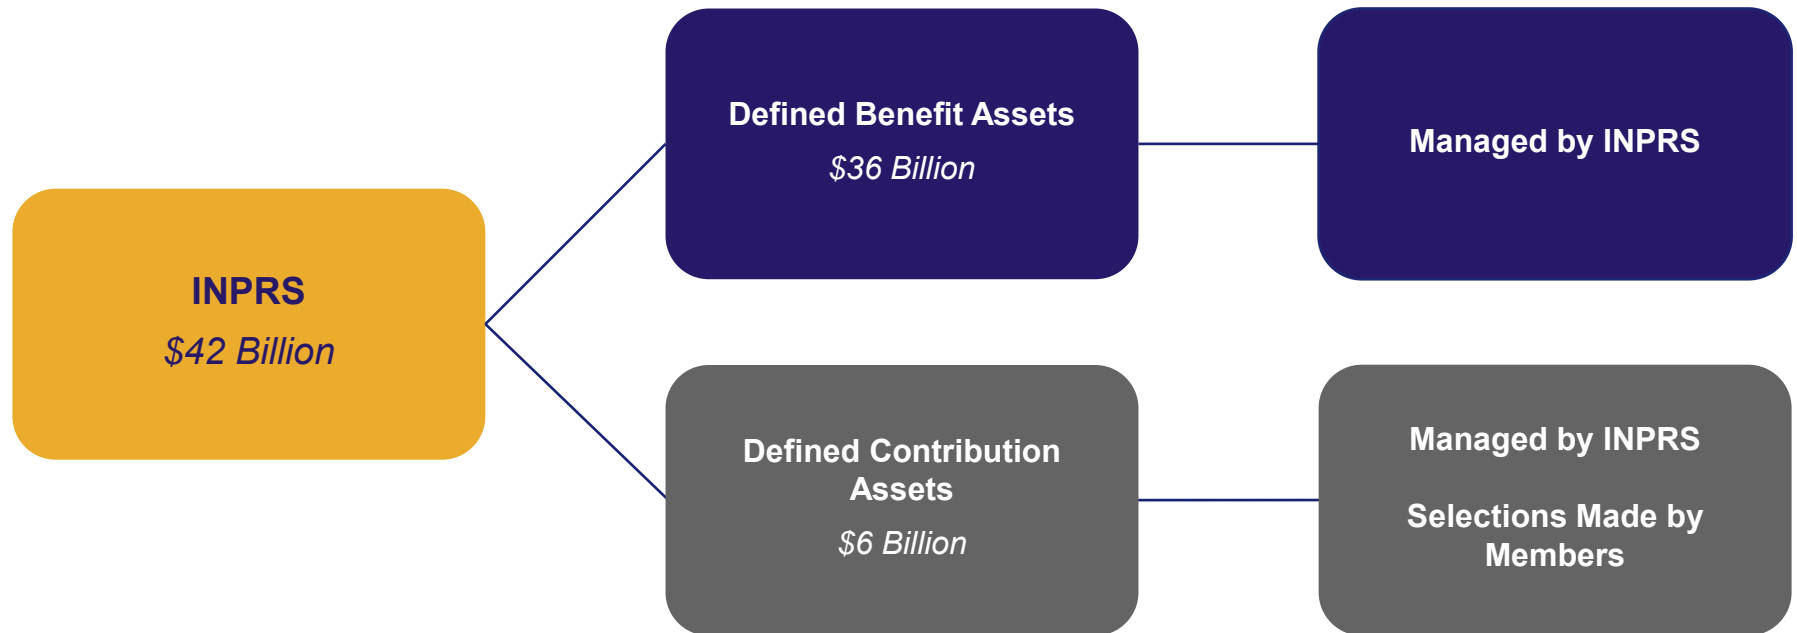 INPRS
$42 Billion
Defined Benefit Assets
$36 Billion
Managed by INPRS
Defined Contribution
Assets
$6 Billion
Managed by INPRS
Selections Made by
Members